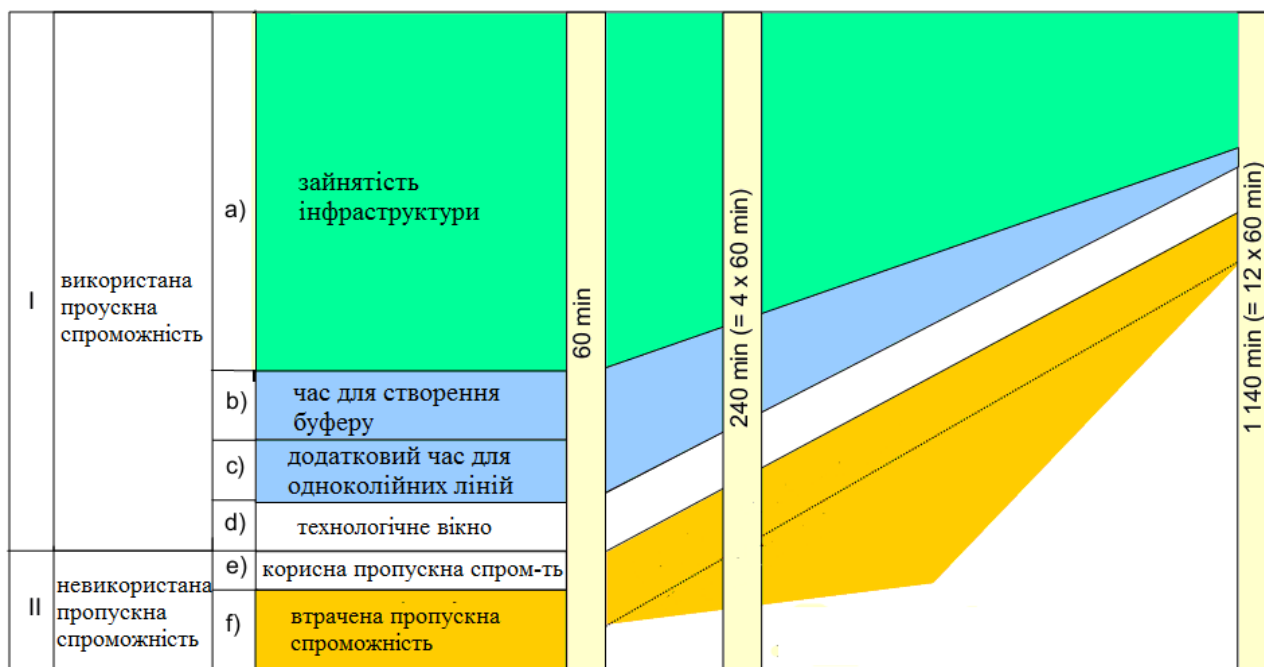 I
використана
проускна
спроможність
a)
зайнятість
інфраструктури
b)
час для створення
буферу
c)
додатковий час для
одноколійних ліній
d)
технологічне вікно
II
невикористана
пропускна
спроможність
e)
корисна пропускна спром-ть
f)
втрачена пропускна
спроможність
60 min
240 min (= 4 x 60 min)
1 140 min (= 12 x 60 min)